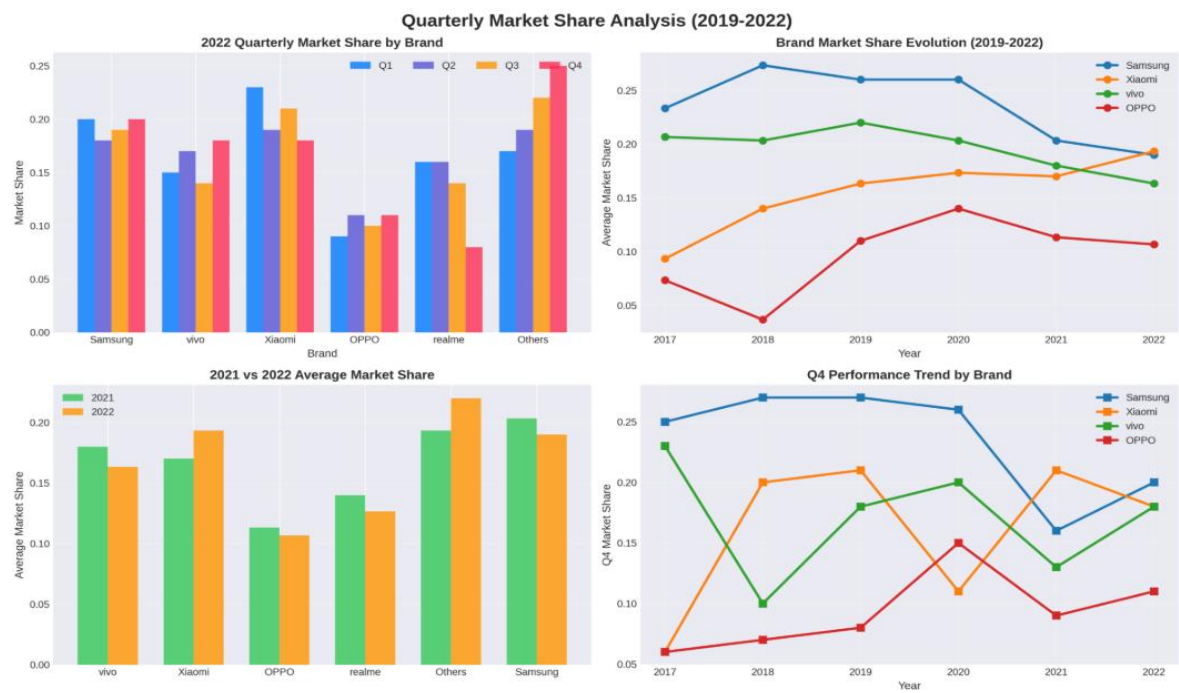 Quarterly Market Share Analysis (2019-2022)
2022 Quarterly Market Share by Brand
Q1 Q2 Q3 Q4
Market Share
0.25
0.20
0.15
0.10
0.05
0.00
Samsung vivo Xiaomi OPPO realme Others
Brand
Brand Market Share Evolution (2019-2022)
Samsung
Xiaomi
vivo
OPPO
Average Market Share
0.25
0.20
0.15
0.10
0.05
2017 2018 2019 2020 2021 2022
Year
2021 vs 2022 Average Market Share
2021
2022
Average Market Share
0.20
0.15
0.10
0.05
0.00
vivo Xiaomi OPPO realme Others Samsung
Q4 Performance Trend by Brand
Samsung
Xiaomi
vivo
OPPO
Q4 Market Share
0.25
0.20
0.15
0.10
0.05
2017 2018 2019 2020 2021 2022
Year